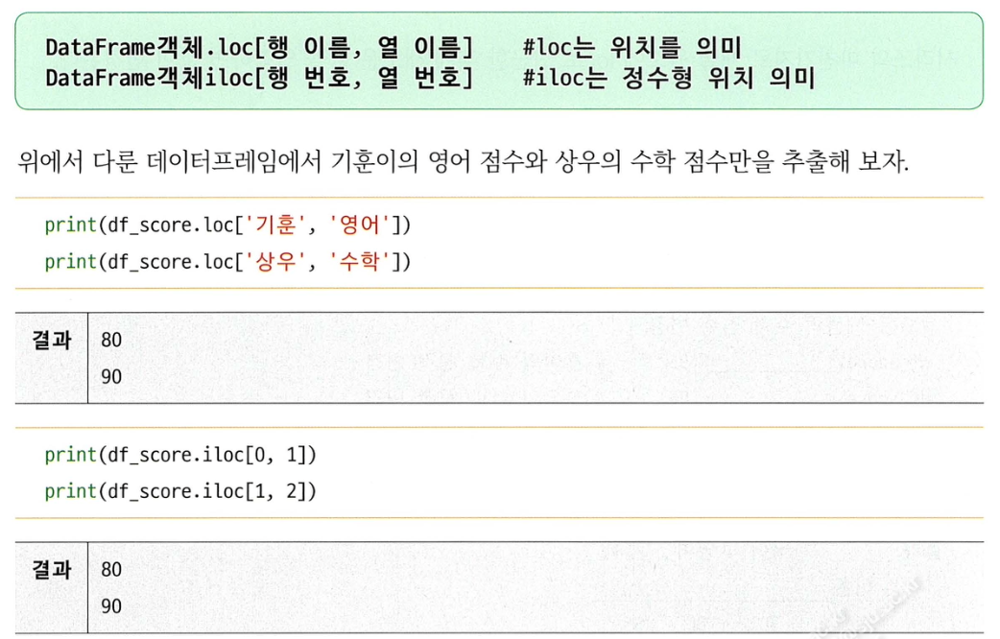 DataFrame객체.loc[행 이름, 열 이름] #loc는 위치를 의미
DataFrame객체iloc[행 번호, 열 번호] #iloc는 정수형 위치 의미
위에서 다룬 데이터프레임에서 기훈이의 영어 점수와 상우의 수학 점수만을 추출해 보자.
print(df_score.loc['기훈', '영어'])
print(df_score.loc['상우', '수학'])
결과 80
90
print(df_score.iloc[0, 1])
print(df_score.iloc[1, 2])
결과 80
90